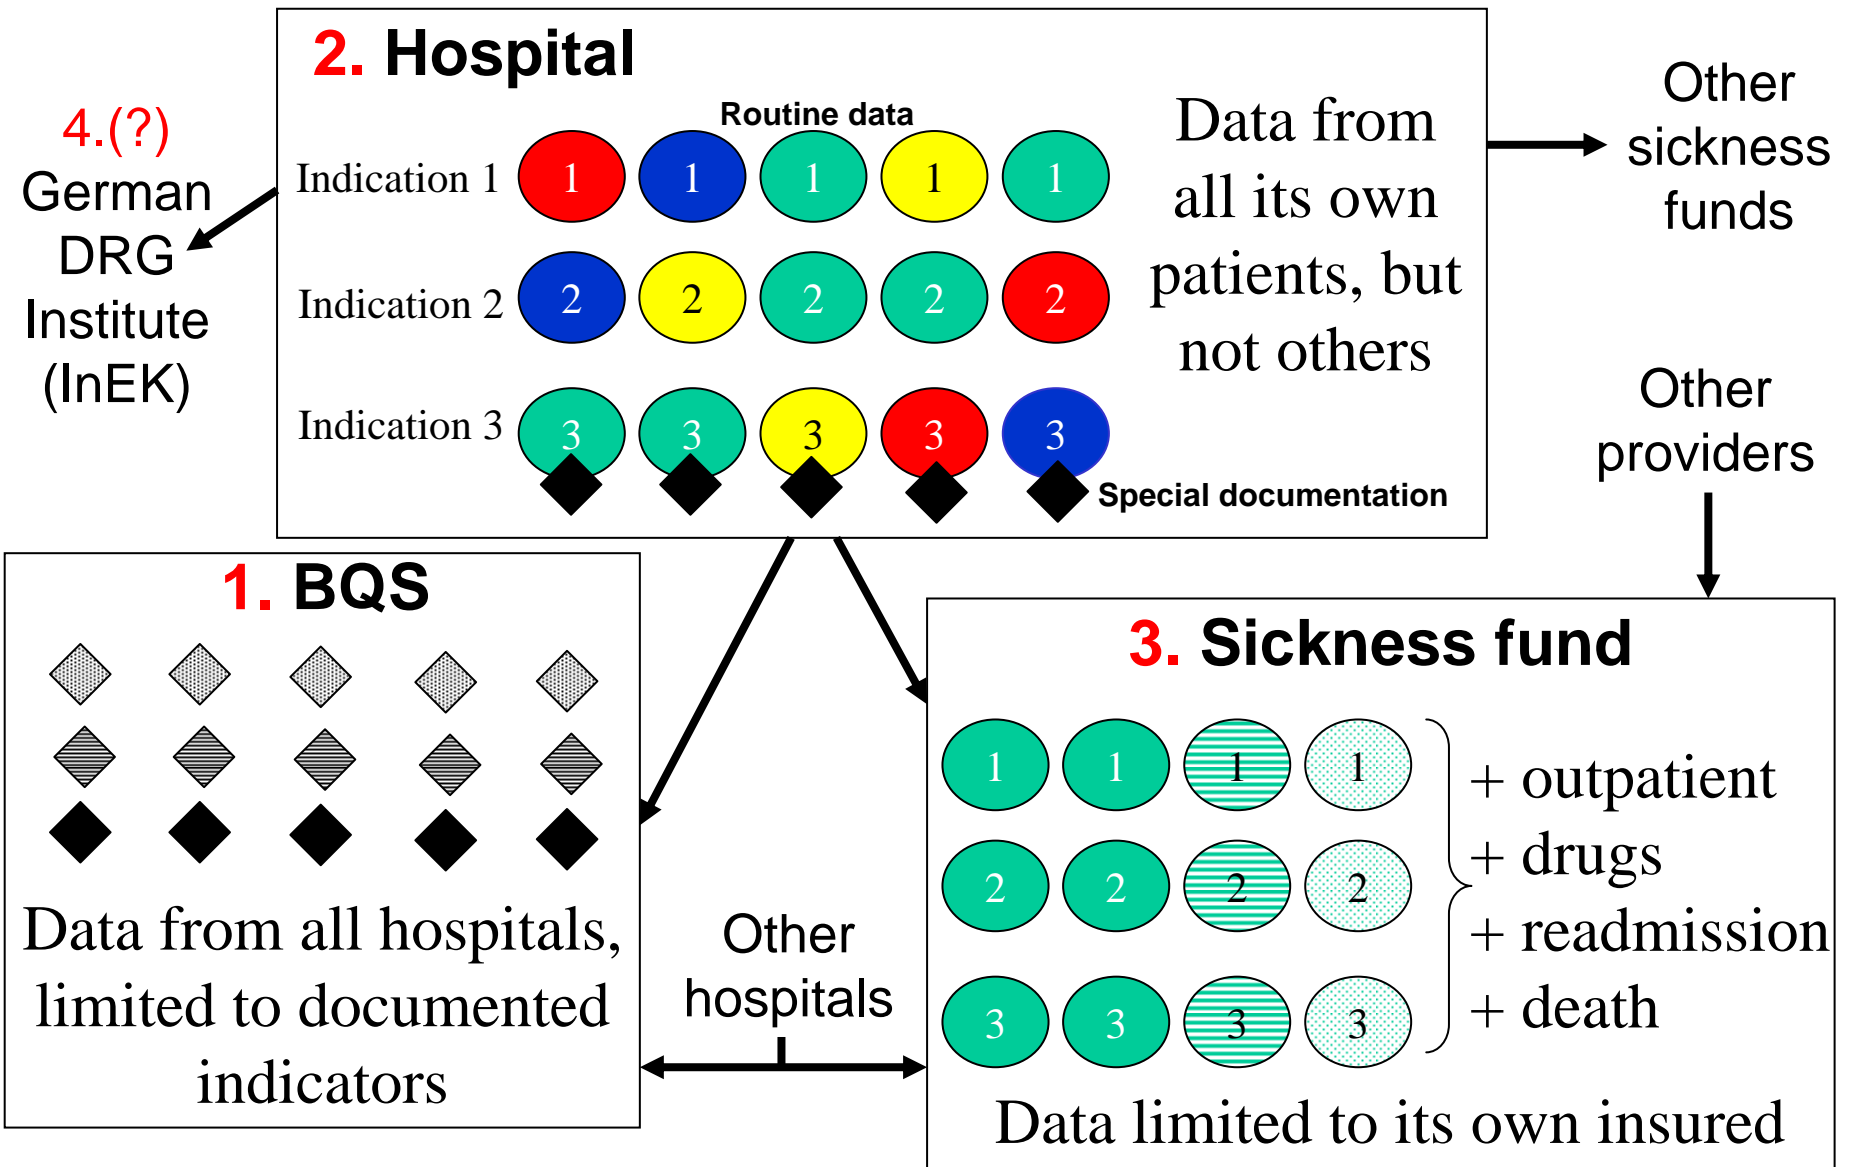 2. Hospital
Routine data
Indication 1 1 1 1 1 1
Indication 2 2 2 2 2 2
Indication 3 3 3 3 3 3
Special documentation
Data from
all its own
patients, but
not others
4.(?)
German
DRG
Institute
(InEK)
Other
sickness
funds
Other
providers
1. BQS
Data from all hospitals,
limited to documented
indicators
Other
hospitals
3. Sickness fund
1 1 1 1
2 2 2 2
3 3 3 3
+ outpatient
+ drugs
+ readmission
+ death
Data limited to its own insured